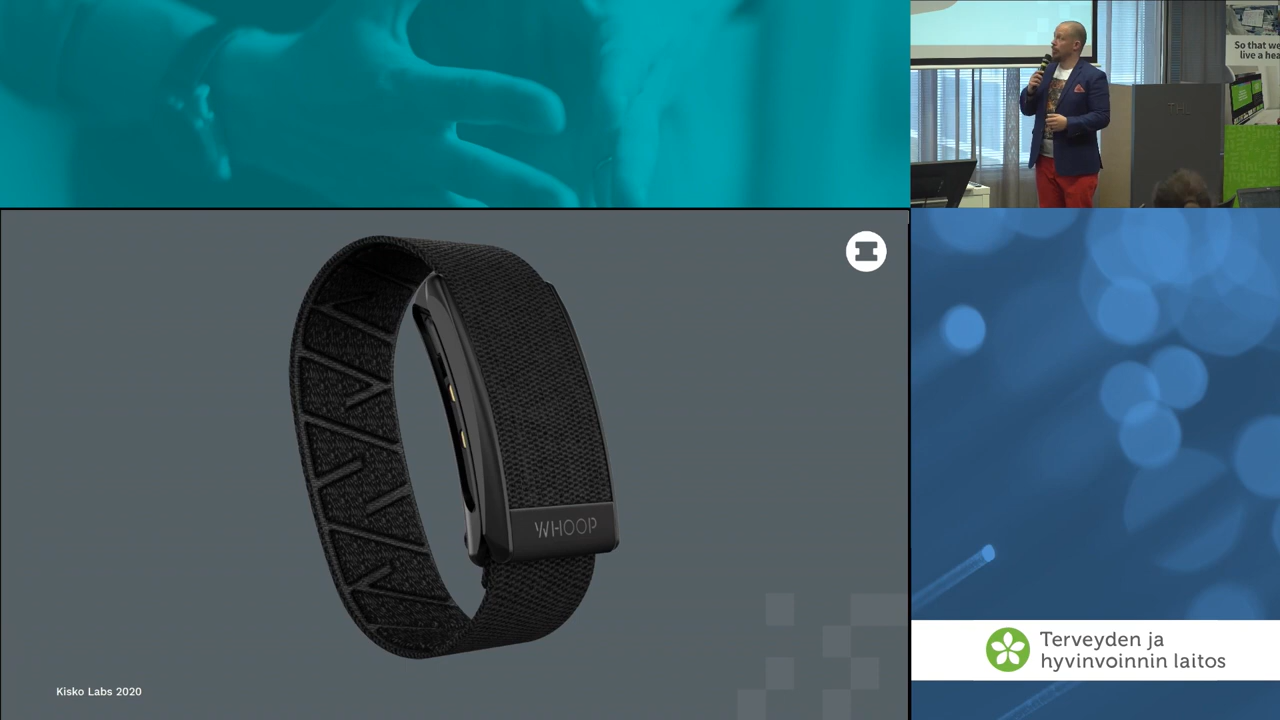 So that we
live a hea
THL
WHOOP
Terveyden ja
hyvinvoinnin laitos
Kisko Labs 2020